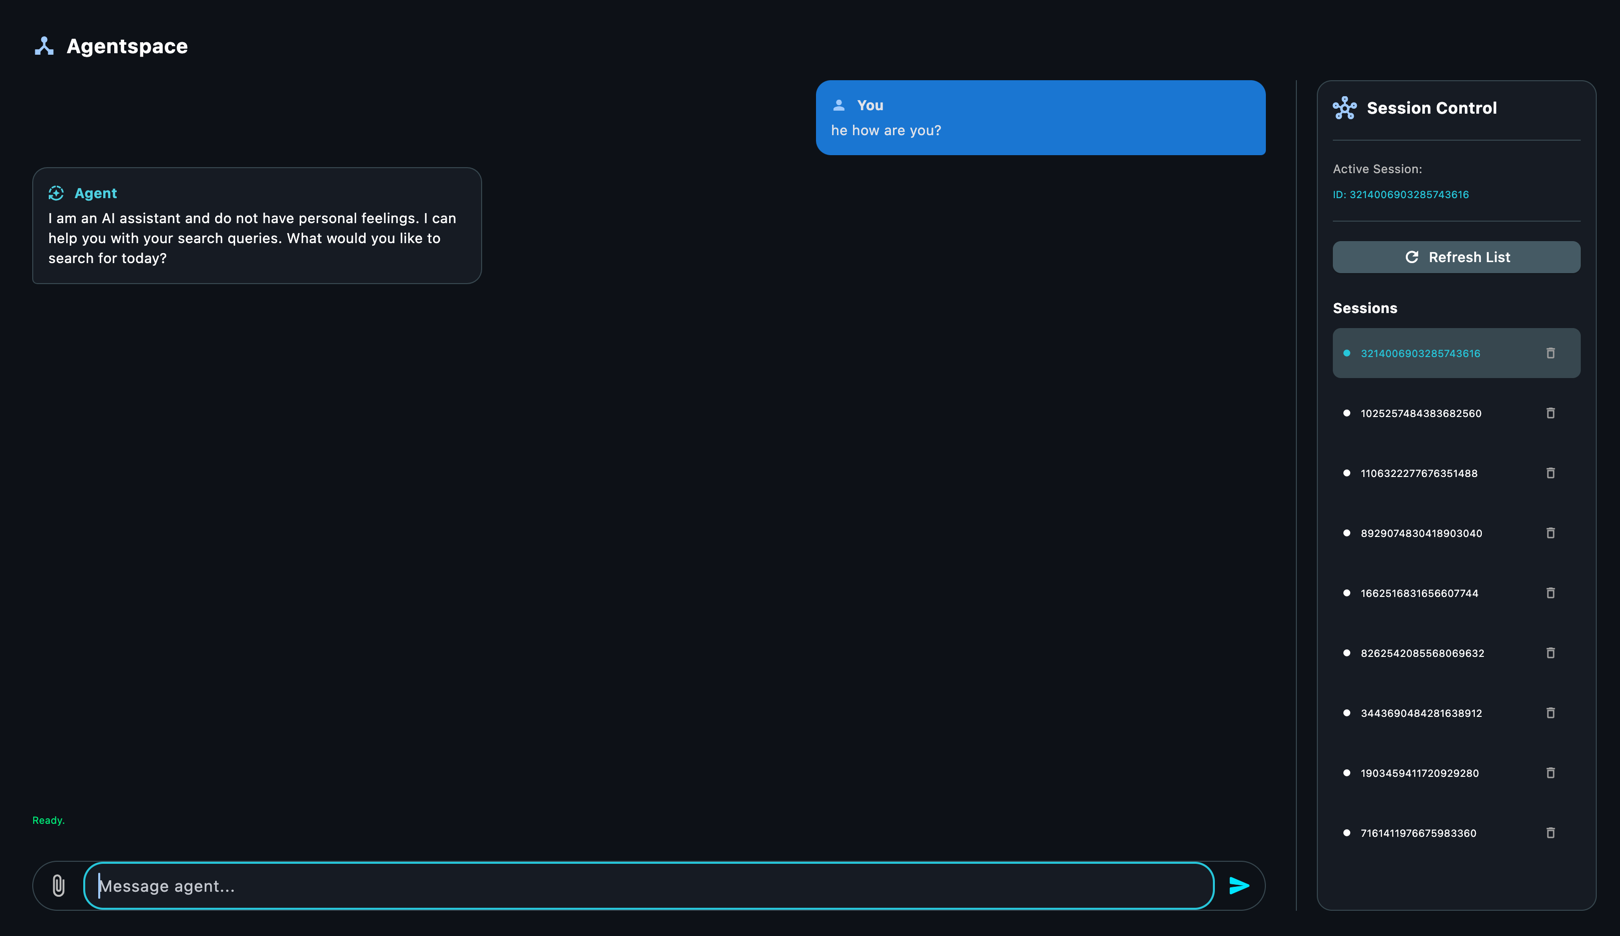 Agentspace
You
he how are you?
Agent
I am an AI assistant and do not have personal feelings. I can
help you with your search queries. What would you like to
search for today?
Ready.
Message agent...
Session Control
Active Session:
ID: 3214006903285743616
Refresh List
Sessions
3214006903285743616
1025257484383682560
1106322277676351488
8929074830418903040
1662516831656607744
8262542085568069632
3443690484281638912
1903459411720929280
7161411976675983360